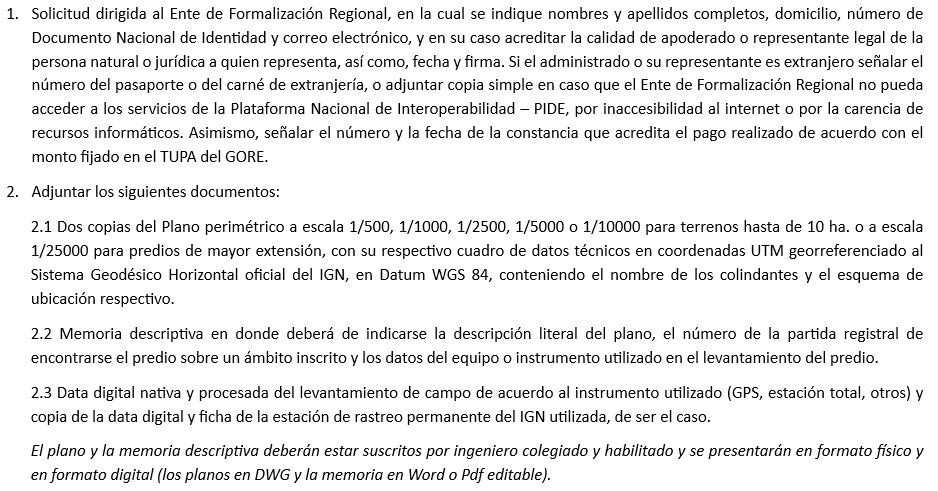 1. Solicitud dirigida al Ente de Formalización Regional, en la cual se indique nombres y apellidos completos, domicilio, número de
Documento Nacional de Identidad y correo electrónico, y en su caso acreditar la calidad de apoderado o representante legal de la
persona natural o jurídica a quien representa, así como, fecha y firma. Si el administrado o su representante es extranjero señalar el
número del pasaporte o del carné de extranjería, o adjuntar copia simple en caso que el Ente de Formalización Regional no pueda
acceder a los servicios de la Plataforma Nacional de Interoperabilidad – PIDE, por inaccesibilidad al internet o por la carencia de
recursos informáticos. Asimismo, señalar el número y la fecha de la constancia que acredita el pago realizado de acuerdo con el
monto fijado en el TUPA del GORE.
2. Adjuntar los siguientes documentos:
2.1 Dos copias del Plano perimétrico a escala 1/500, 1/1000, 1/2500, 1/5000 o 1/10000 para terrenos hasta de 10 ha. o a escala
1/25000 para predios de mayor extensión, con su respectivo cuadro de datos técnicos en coordenadas UTM georreferenciado al
Sistema Geodésico Horizontal oficial del IGN, en Datum WGS 84, conteniendo el nombre de los colindantes y el esquema de
ubicación respectivo.
2.2 Memoria descriptiva en donde deberá de indicarse la descripción literal del plano, el número de la partida registral de
encontrarse el predio sobre un ámbito inscrito y los datos del equipo o instrumento utilizado en el levantamiento del predio.
2.3 Data digital nativa y procesada del levantamiento de campo de acuerdo al instrumento utilizado (GPS, estación total, otros) y
copia de la data digital y ficha de la estación de rastreo permanente del IGN utilizada, de ser el caso.
El plano y la memoria descriptiva deberán estar suscritos por ingeniero colegiado y habilitado y se presentarán en formato físico y
en formato digital (los planos en DWG y la memoria en Word o Pdf editable).